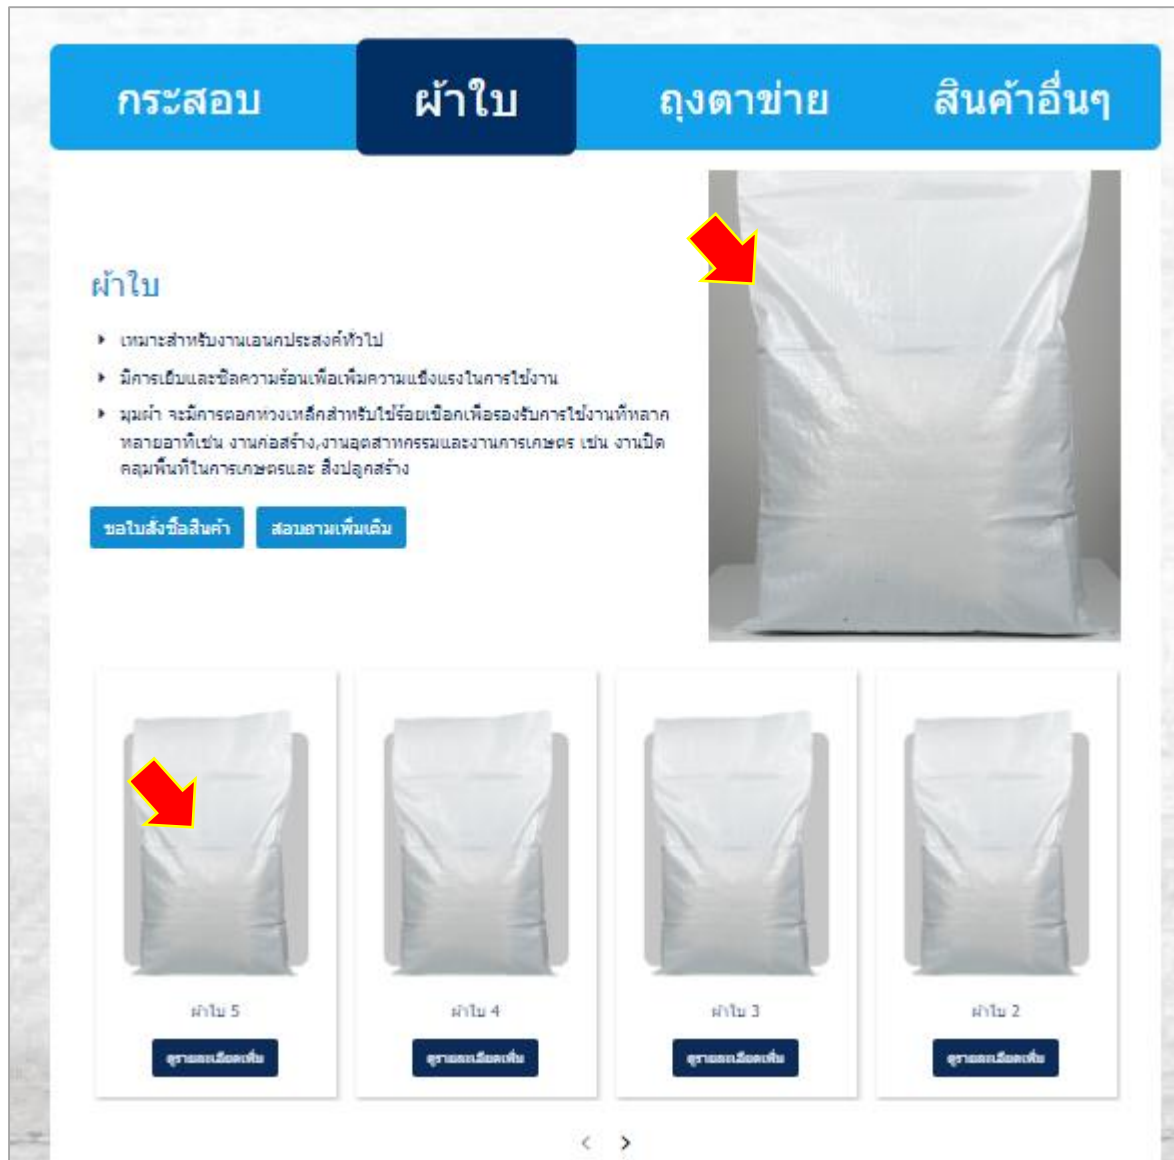 กระสอบ ผ้าใบ ถุงตาข่าย สินค้าอื่นๆ
ผ้าใบ
เหมาะสำหรับงานเอนคประสงค์ทั่วไป
มีการเย็บและซีลความร้อนเพื่อเพิ่มความแข็งแรงในการใช้งาน
มุมผ้า จะมีการตอกห่วงเหล็กสำหรับใช้ร้อยเชือกเพื่อรองรับการใช้งานที่หลาก
หลายอาทิเช่น งานก่อสร้าง,งานอุตสาหกรรมและงานการเกษตร เช่น งานปิด
คลุมพื้นที่ในการเกษตรและ สิ่งปลูกสร้าง
ขอใบสั่งซื้อสินค้า สอบถามเพิ่มเติม
ผ้าใบ 5 ผ้าใบ 4 ผ้าใบ 3 ผ้าใบ 2
ดูรายละเอียดเพิ่ม ดูรายละเอียดเพิ่ม ดูรายละเอียดเพิ่ม ดูรายละเอียดเพิ่ม